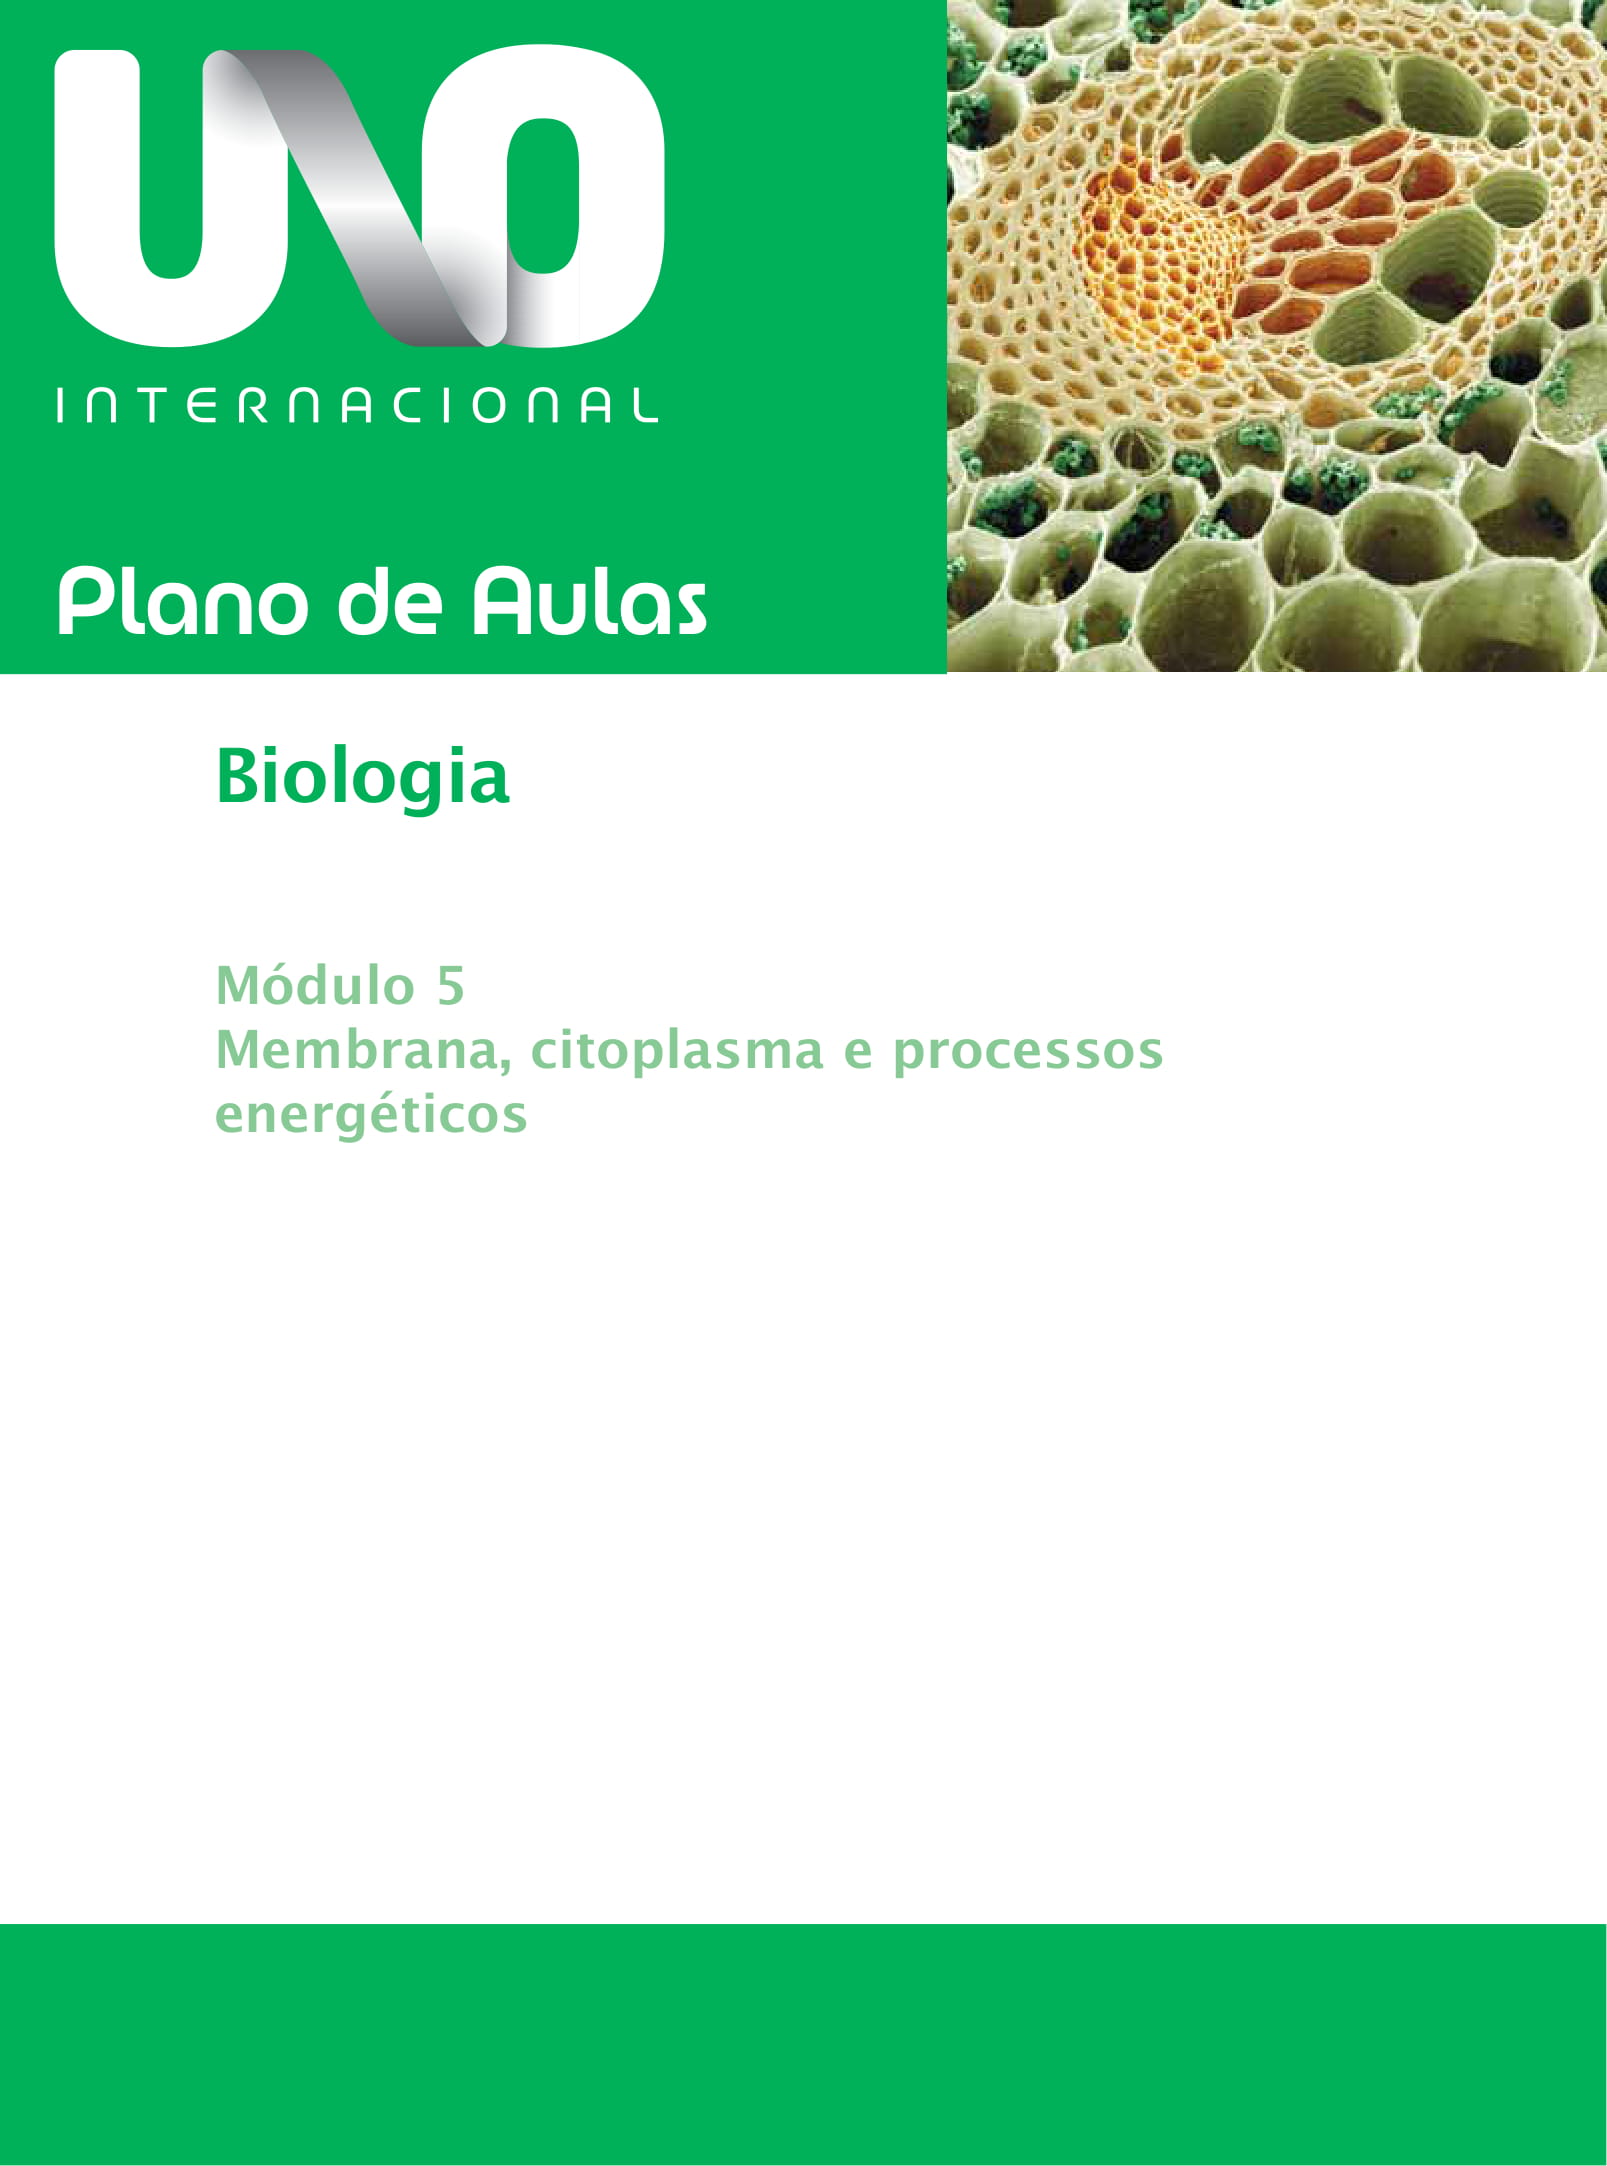 UNO
INTERNACIONAL
Plano de Aulas
Biologia
Módulo 5
Membrana, citoplasma e processos
energéticos